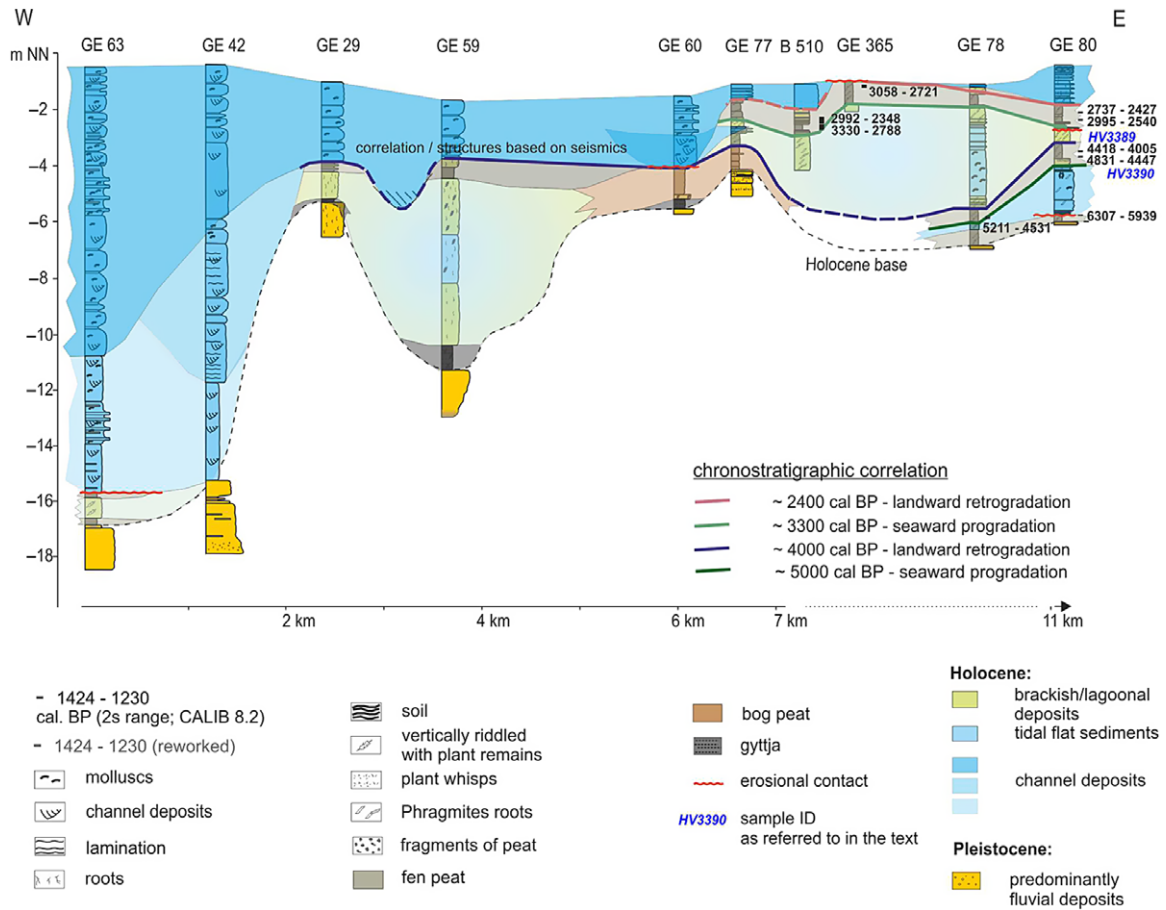 W
E
GE 63
GE 42
GE 29
GE 59
GE 60
GE 77
B 510
GE 365
GE 78
GE 80
m NN
−2
−4
−6
−8
−10
−12
−14
−16
−18
correlation / structures based on seismics
3058 - 2721
2992 - 2348
3330 - 2788
2737 - 2427
2995 - 2540
HV3389
4418 - 4005
4831 - 4447
HV3390
6307 - 5939
5211 - 4531
Holocene base
chronostratigraphic correlation
~ 2400 cal BP - landward retrogradation
~ 3300 cal BP - seaward progradation
~ 4000 cal BP - landward retrogradation
~ 5000 cal BP - seaward progradation
2 km
4 km
6 km
7 km
11 km
1424 - 1230
cal. BP (2s range; CALIB 8.2)
1424 - 1230 (reworked)
molluscs
channel deposits
lamination
roots
soil
vertically riddled
with plant remains
plant whisps
Phragmites roots
fragments of peat
fen peat
bog peat
gyttja
erosional contact
HV3390
sample ID
as referred to in the text
Holocene:
brackish/lagoonal
deposits
tidal flat sediments
channel deposits
Pleistocene:
predominantly
fluvial deposits